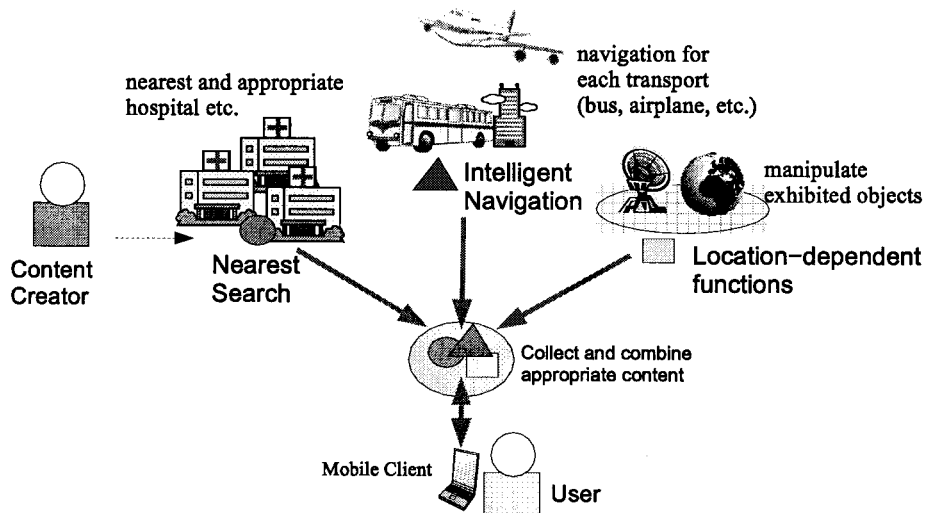 navigation for
each transport
(bus, airplane, etc.)
nearest and appropriate
hospital etc.
Intelligent
Navigation
manipulate
exhibited objects
Content
Creator
Nearest
Search
Location-dependent
functions
Collect and combine
appropriate content
Mobile Client
User